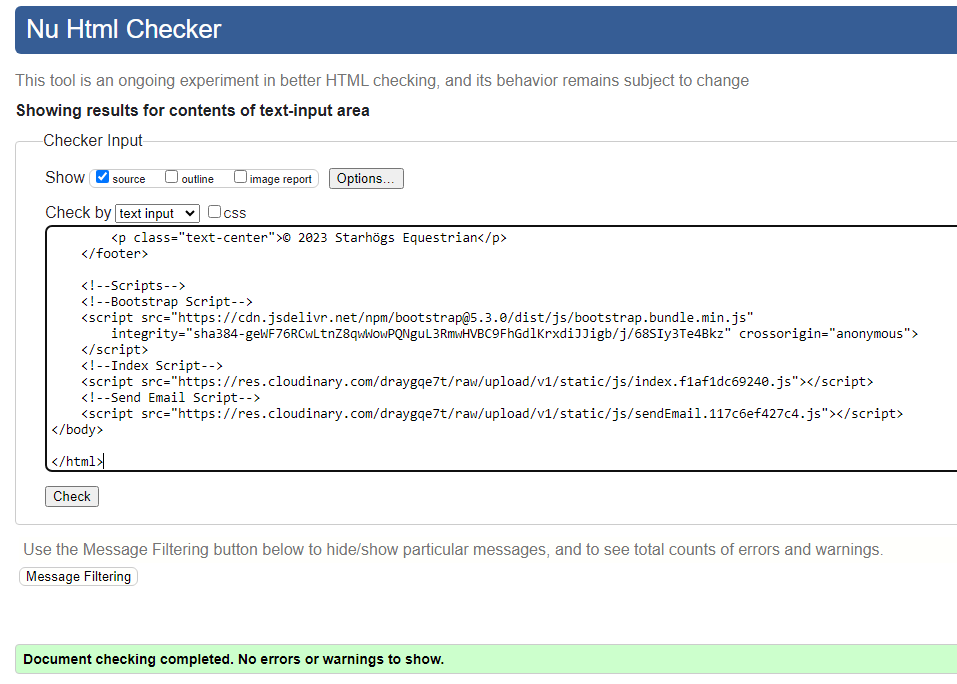 Nu Html Checker
This tool is an ongoing experiment in better HTML checking, and its behavior remains subject to change
Showing results for contents of text-input area
Checker Input
Show source outline image report Options...
Check by text input css
<p class="text-center">© 2023 Starhögs Equestrian</p>
</footer>
<!--Scripts-->
<!--Bootstrap Script-->
<script src="https://cdn.jsdelivr.net/npm/bootstrap@5.3.0/dist/js/bootstrap.bundle.min.js"
integrity="sha384-geWF76RCwLtnZ8qwWowPQNguL3RmwHVBC9FhGdlKrxdiJJigb/j/68SIy3Te4Bkz" crossorigin="anonymous">
</script>
<!--Index Script-->
<script src="https://res.cloudinary.com/draygqe7t/raw/upload/v1/static/js/index.f1af1dc69240.js"></script>
<!--Send Email Script-->
<script src="https://res.cloudinary.com/draygqe7t/raw/upload/v1/static/js/sendEmail.117c6ef427c4.js"></script>
</body>
</html>
Check
Use the Message Filtering button below to hide/show particular messages, and to see total counts of errors and warnings.
Message Filtering
Document checking completed. No errors or warnings to show.